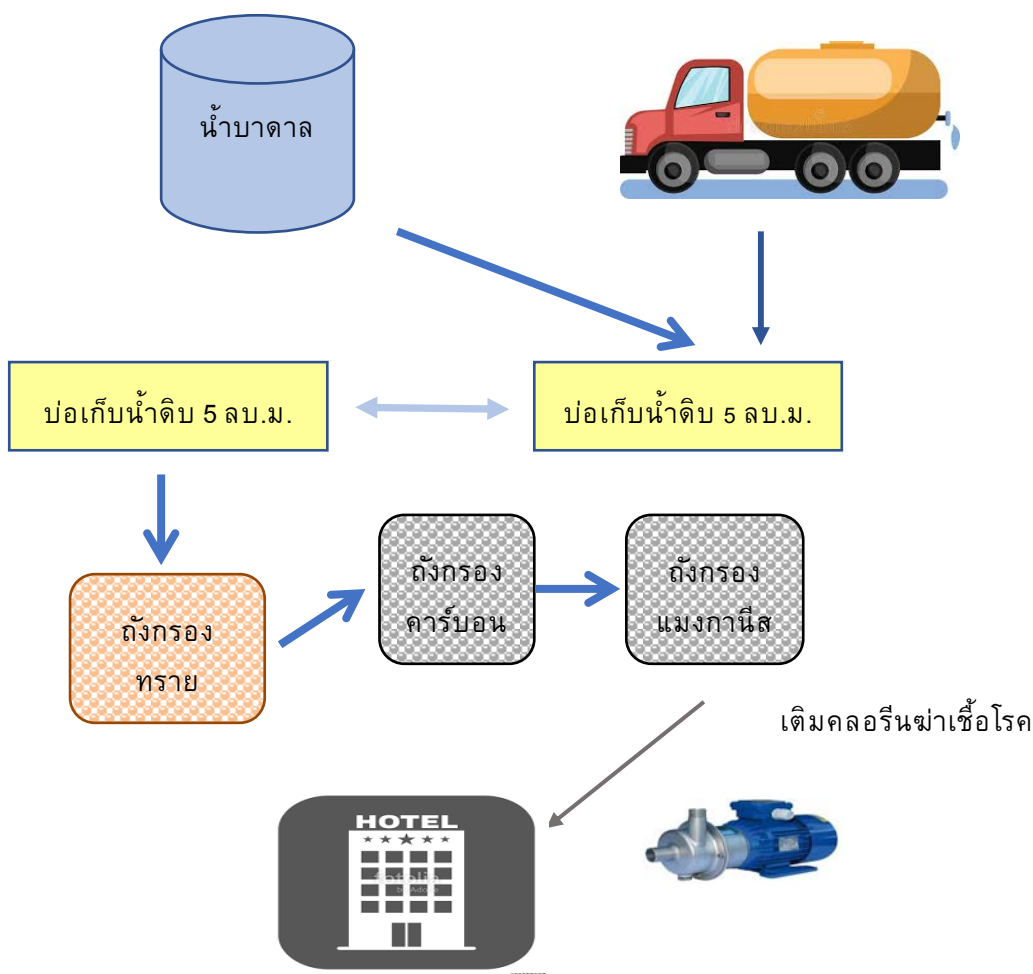 น้ำบาดาล
บ่อเก็บน้ำดิบ 5 ลบ.ม.
บ่อเก็บน้ำดิบ 5 ลบ.ม.
ถังกรอง
ทราย
ถังกรอง
คาร์บอน
ถังกรอง
แมงกานีส
เติมคลอรีนฆ่าเชื้อโรค
HOTEL
fotolia
by Adobe